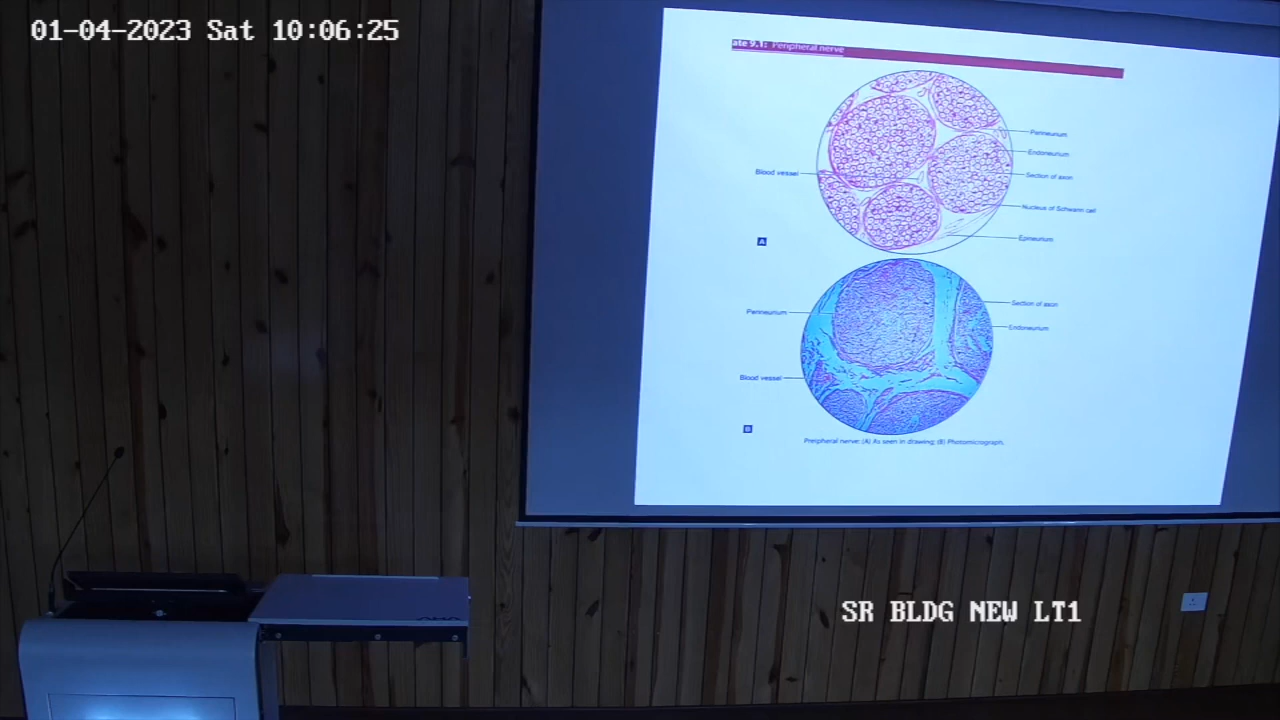 01-04-2023 Sat 10:06:25
ate 9.1: Peripheral nerve
Perineurium
Endoneurium
Blood vessel
Section of axon
Nucleus of Schwann cell
Epineurium
A
Section of axon
Perineurium
Endoneurium
Blood vessel
B
Peripheral nerve: (A) As seen in drawing; (B) Photomicrograph.
SR BLDG NEW LT1